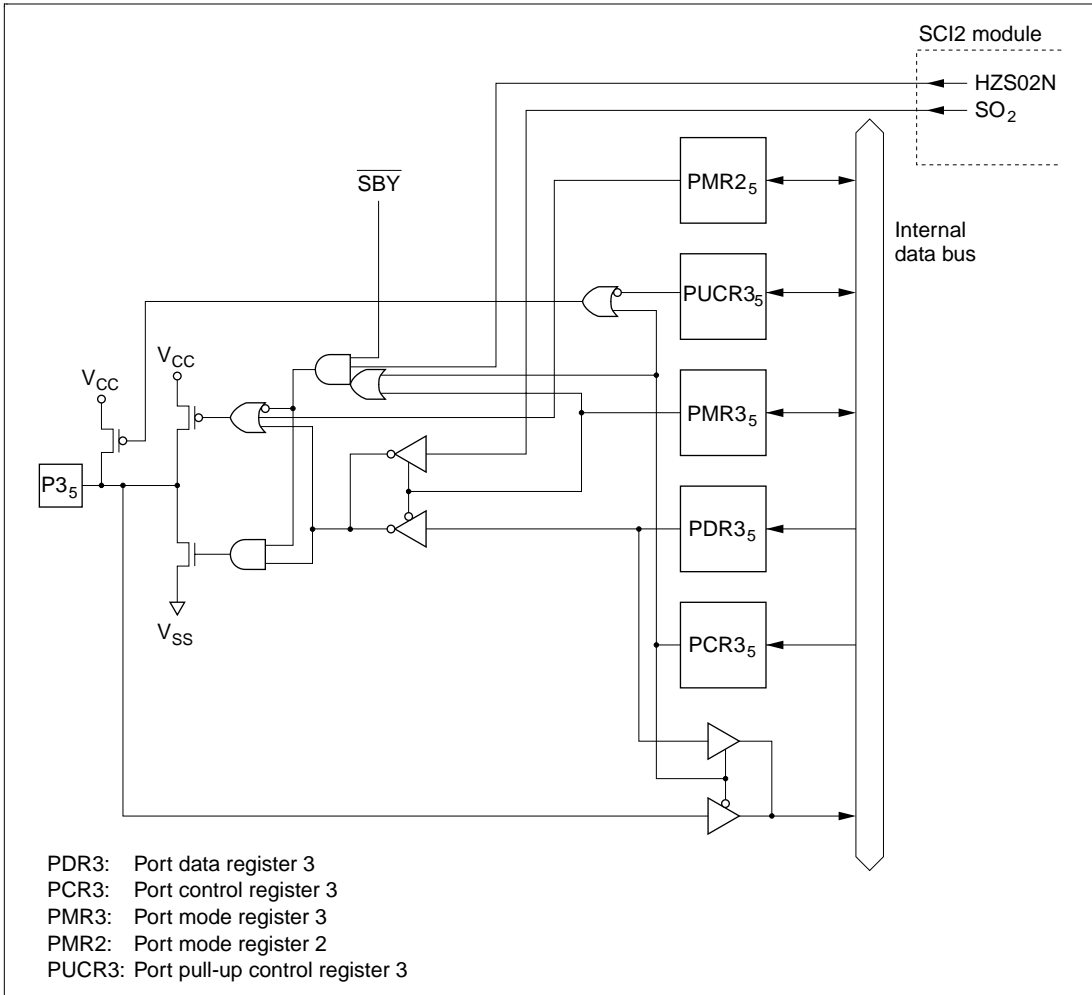 SCI2 module
HZS02N
SO2
SBY
PMR25
Internal
data bus
PUCR35
VCC
VCC
PMR35
P35
PDR35
VSS
PCR35
PDR3: Port data register 3
PCR3: Port control register 3
PMR3: Port mode register 3
PMR2: Port mode register 2
PUCR3: Port pull-up control register 3